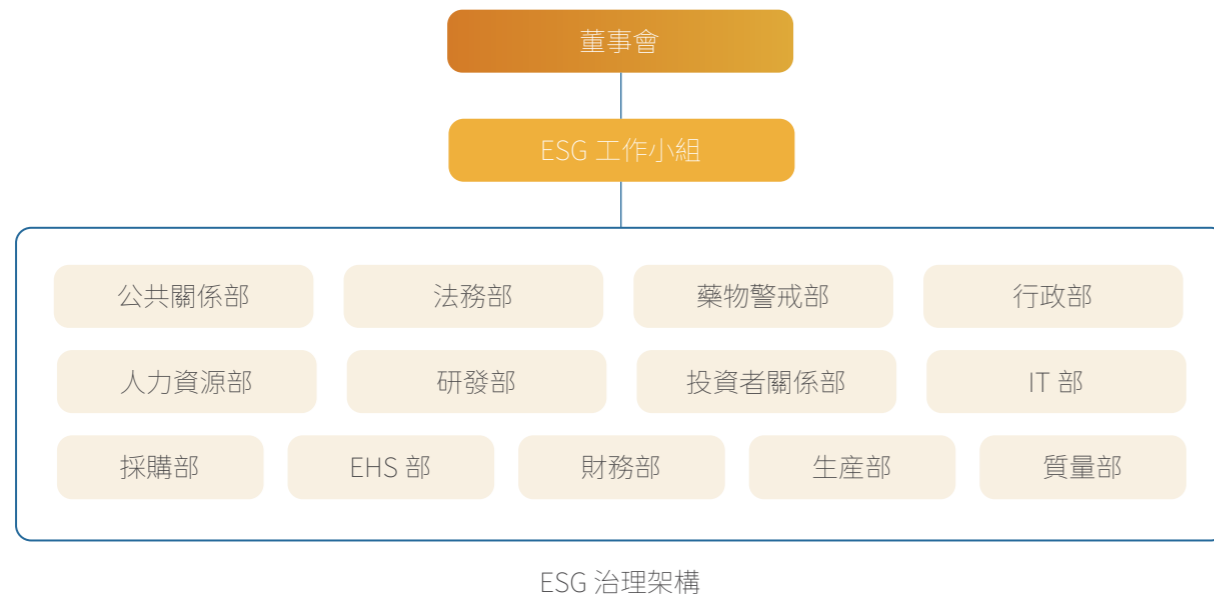 董事會
ESG 工作小組
公共關係部 法務部 藥物警戒部 行政部
人力資源部 研發部 投資者關係部 IT 部
採購部 EHS 部 財務部 生產部 質量部
ESG 治理架構